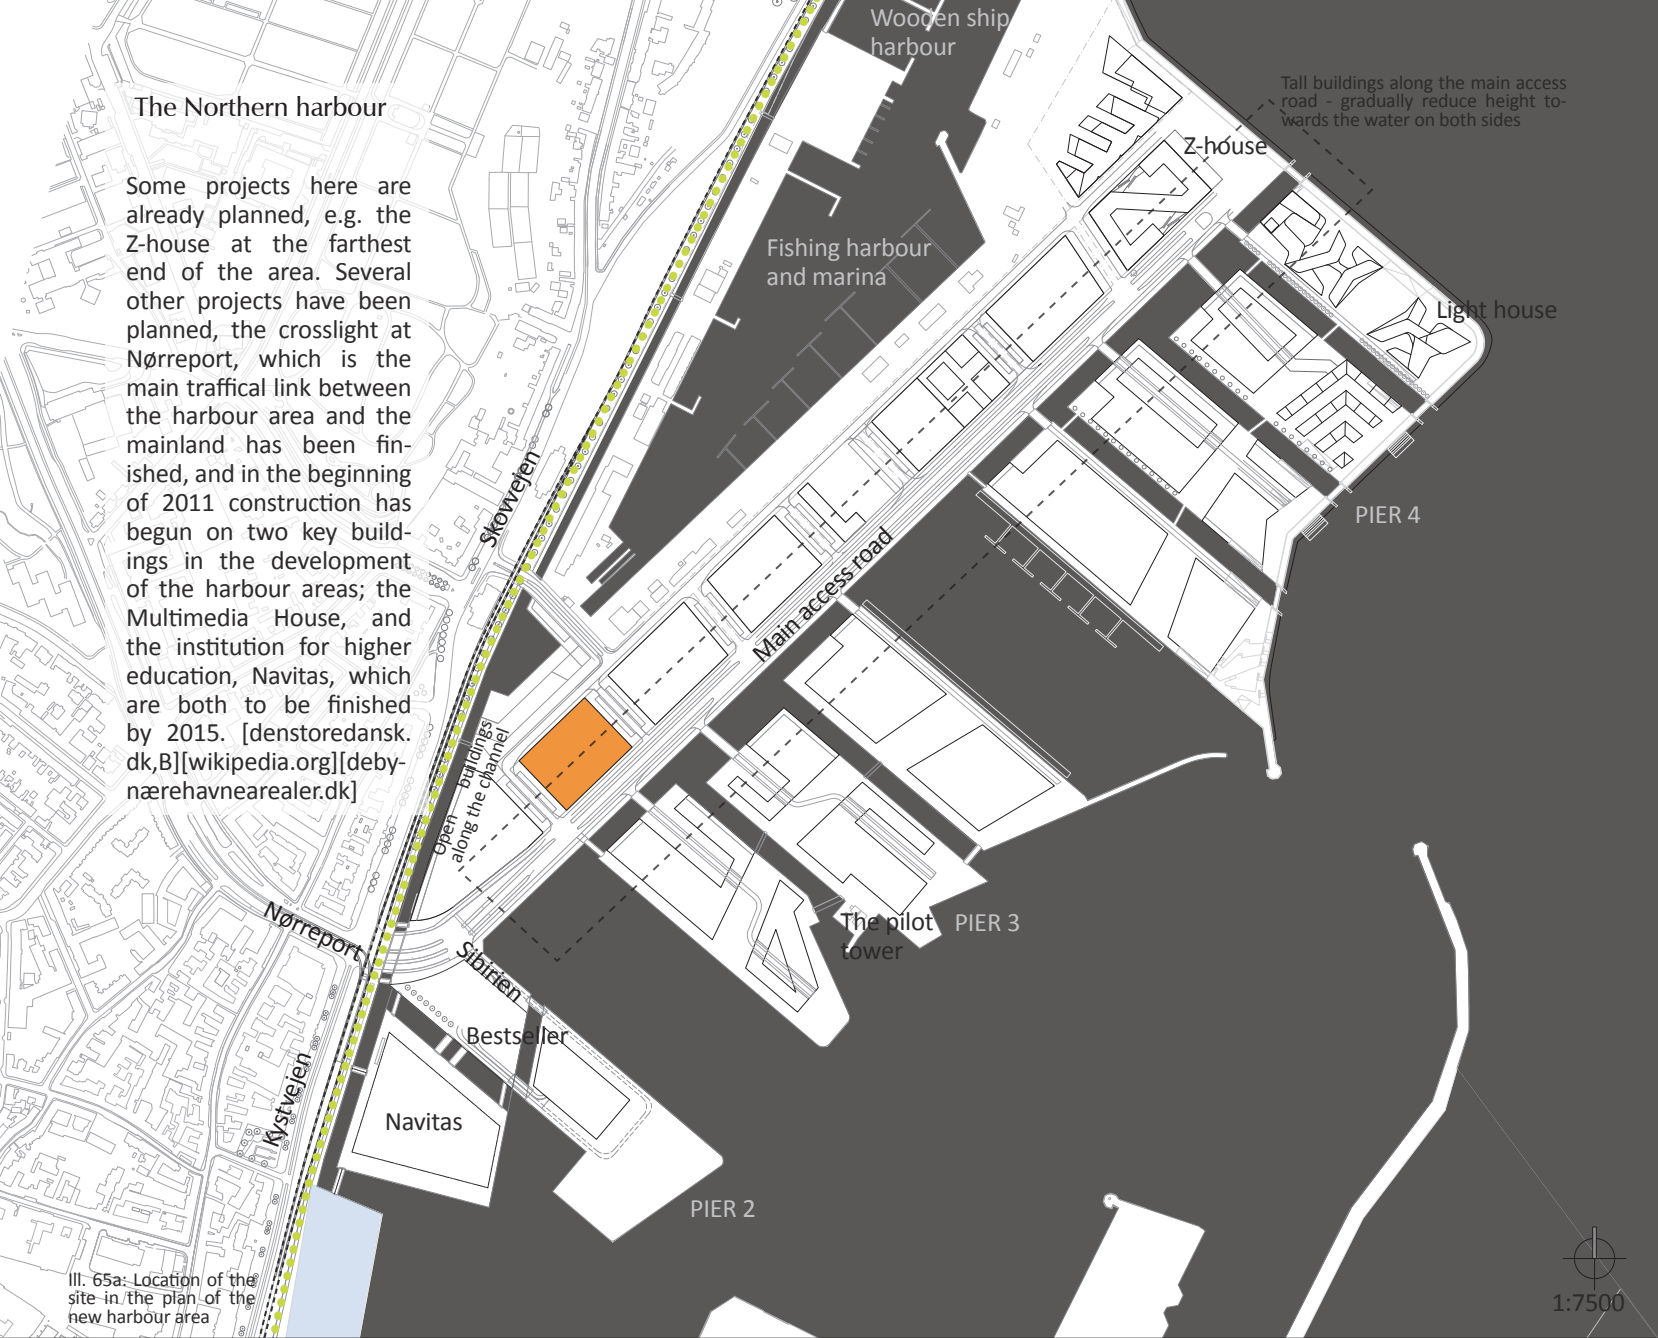 The Northern harbour
Some projects here are
already planned, e.g. the
Z-house at the farthest
end of the area. Several
other projects have been
planned, the crosslight at
Nørreport, which is the
main traffical link between
the harbour area and the
mainland has been fin-
ished, and in the beginning
of 2011 construction has
begun on two key build-
ings in the development
of the harbour areas; the
Multimedia House, and
the institution for higher
education, Navitas, which
are both to be finished
by 2015. [denstoredansk.
dk,B][wikipedia.org][deby-
nærehavnearealer.dk]
Wooden ship
harbour
Tall buildings along the main access
road - gradually reduce height to-
wards the water on both sides
Z-house
Fishing harbour
and marina
Light house
Skovvejen
PIER 4
Main access road
Open buildings
along the channel
The pilot
tower
PIER 3
Nørreport
Sibirien
Bestseller
Kystvejen
Navitas
PIER 2
Ill. 65a: Location of the
site in the plan of the
new harbour area
1:7500